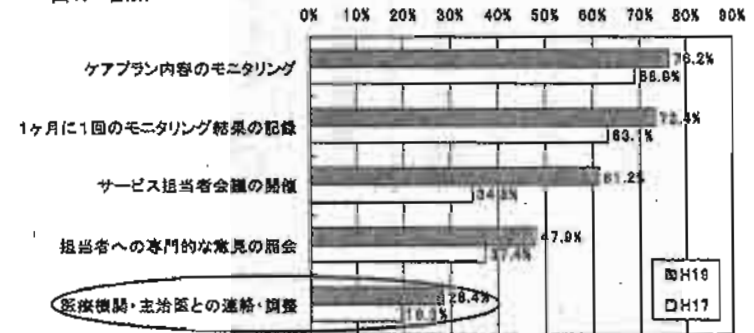 0% 10% 20% 30% 40% 50% 60% 70% 80% 90%
ケアプラン内容のモニタリング
76.2%
1ヶ月に1回のモニタリング結果の記録
72.4%
63.1%
サービス担当者会議の開催
61.2%
担当者への専門的な意見の照会
47.9%
37.4%
医療機関・主治医との連絡・調整
28.4%
H17